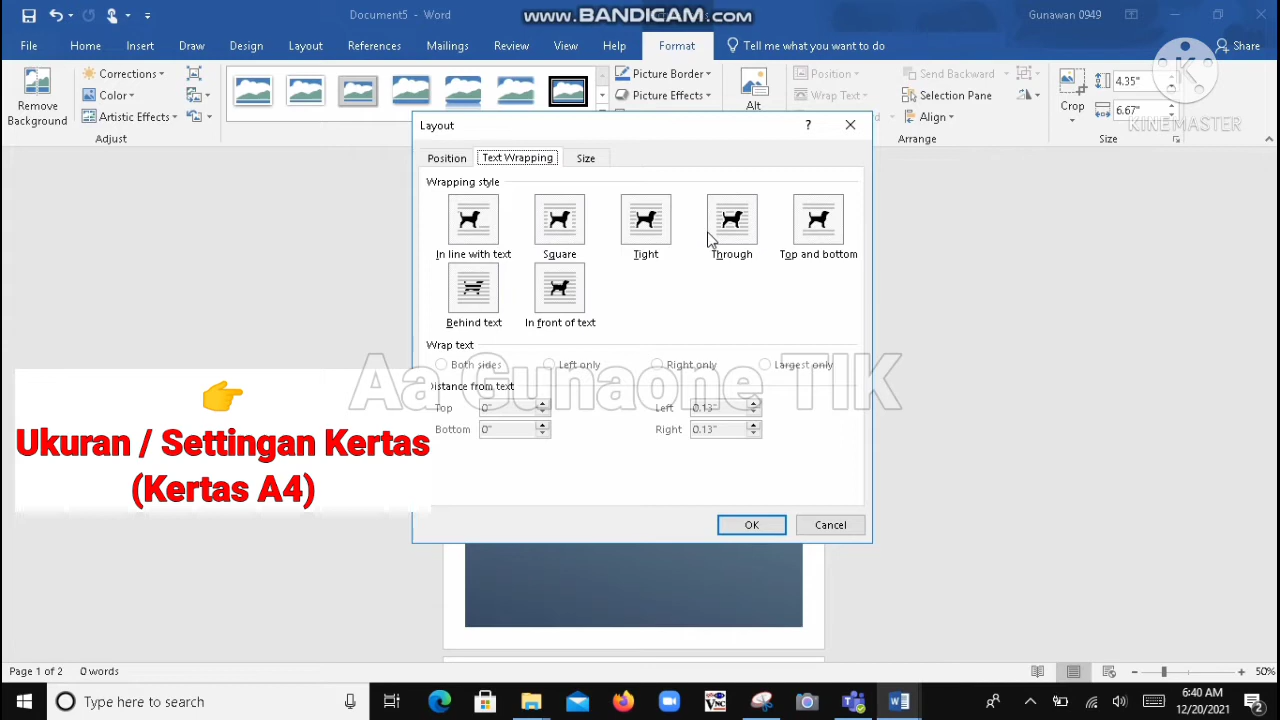 Document5 - Word
www.BANDICAM.com
Gunawan 0949
File Home Insert Draw Design Layout References Mailings Review View Help Format Tell me what you want to do Share
Remove Background
Corrections
Color
Artistic Effects
Adjust
Picture Border
Picture Effects
Alt
Position
Wrap Text
Send Backward
Selection Pane
Align
Arrange
Crop
4.35"
6.67"
Size
KINEMASTER
Layout
Position Text Wrapping Size
Wrapping style
In line with text Square Tight Through Top and bottom
Behind text In front of text
Wrap text
Both sides Left only Right only Largest only
Aa Gunaone TIK
Distance from text
Top 0" Left 0.13"
Bottom 0" Right 0.13"
OK Cancel
Ukuran / Settingan Kertas
(Kertas A4)
Page 1 of 2 0 words
50%
Type here to search
VNC
6:40 AM
12/20/2021
2